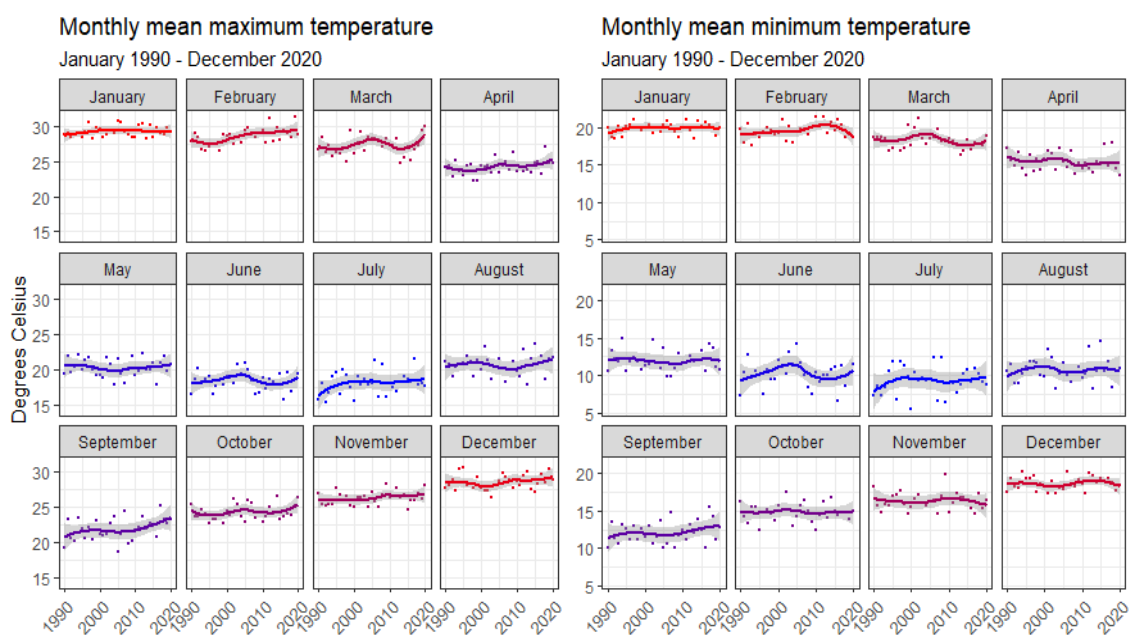 Monthly mean maximum temperature
January 1990 - December 2020
January February March April
30
25
20
15
May June July August
30
25
20
15
September October November December
30
25
20
15
1990 2000 2010 2020 1990 2000 2010 2020 1990 2000 2010 2020 1990 2000 2010 2020
Degrees Celsius
Monthly mean minimum temperature
January 1990 - December 2020
January February March April
20
15
10
5
May June July August
20
15
10
5
September October November December
20
15
10
5
1990 2000 2010 2020 1990 2000 2010 2020 1990 2000 2010 2020 1990 2000 2010 2020